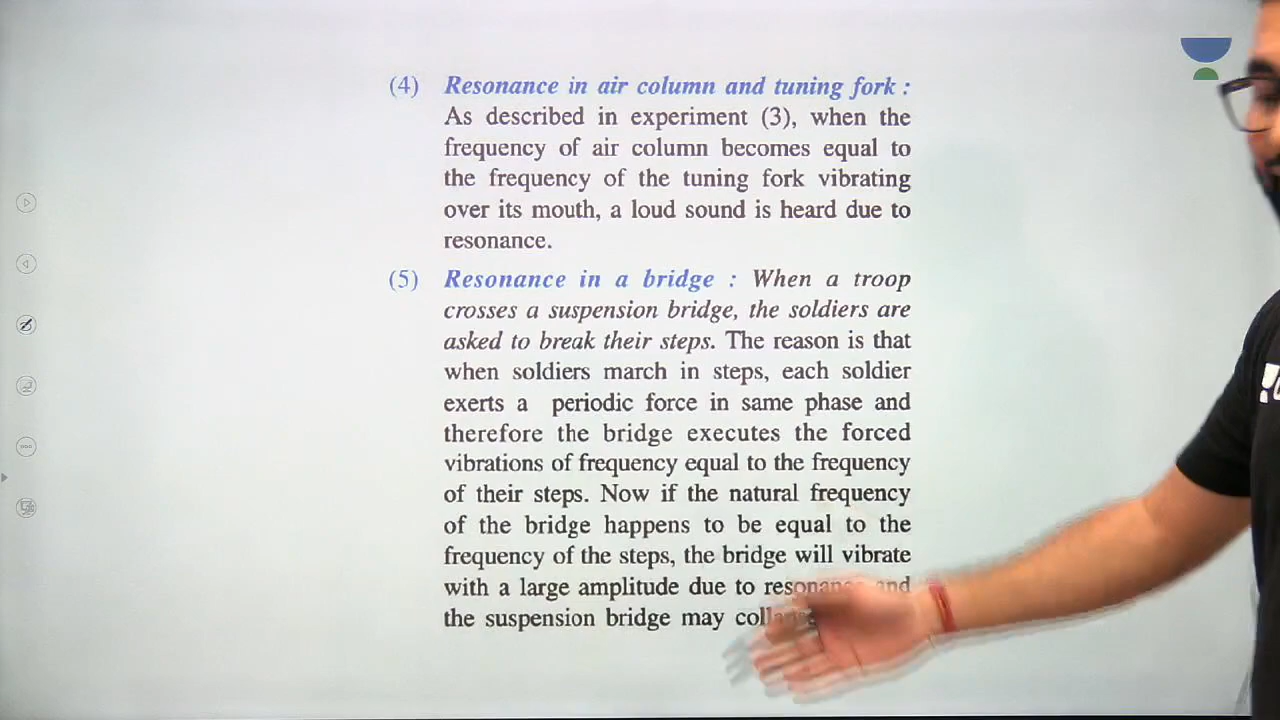 (4) Resonance in air column and tuning fork :
As described in experiment (3), when the
frequency of air column becomes equal to
the frequency of the tuning fork vibrating
over its mouth, a loud sound is heard due to
resonance.
(5) Resonance in a bridge : When a troop
crosses a suspension bridge, the soldiers are
asked to break their steps. The reason is that
when soldiers march in steps, each soldier
exerts a periodic force in same phase and
therefore the bridge executes the forced
vibrations of frequency equal to the frequency
of their steps. Now if the natural frequency
of the bridge happens to be equal to the
frequency of the steps, the bridge will vibrate
with a large amplitude due to resonance and
the suspension bridge may